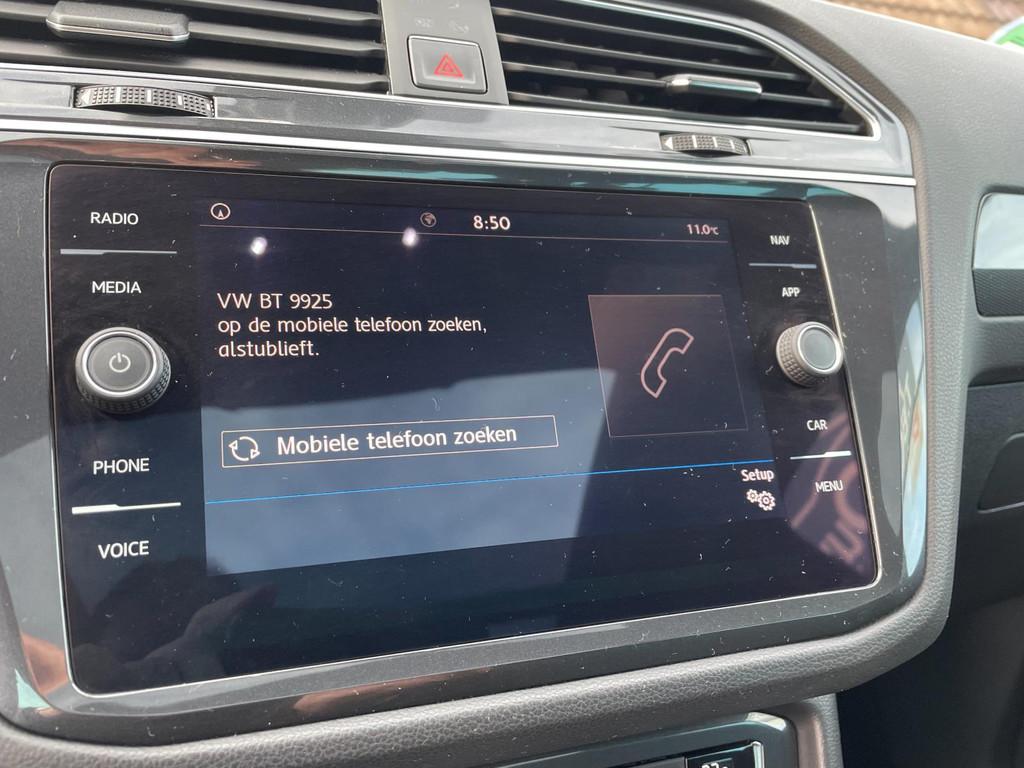 RADIO
MEDIA
PHONE
VOICE
8:50
11.0°C
VW BT 9925
op de mobiele telefoon zoeken,
alstublieft.
Mobiele telefoon zoeken
Setup
NAV
APP
CAR
MENU